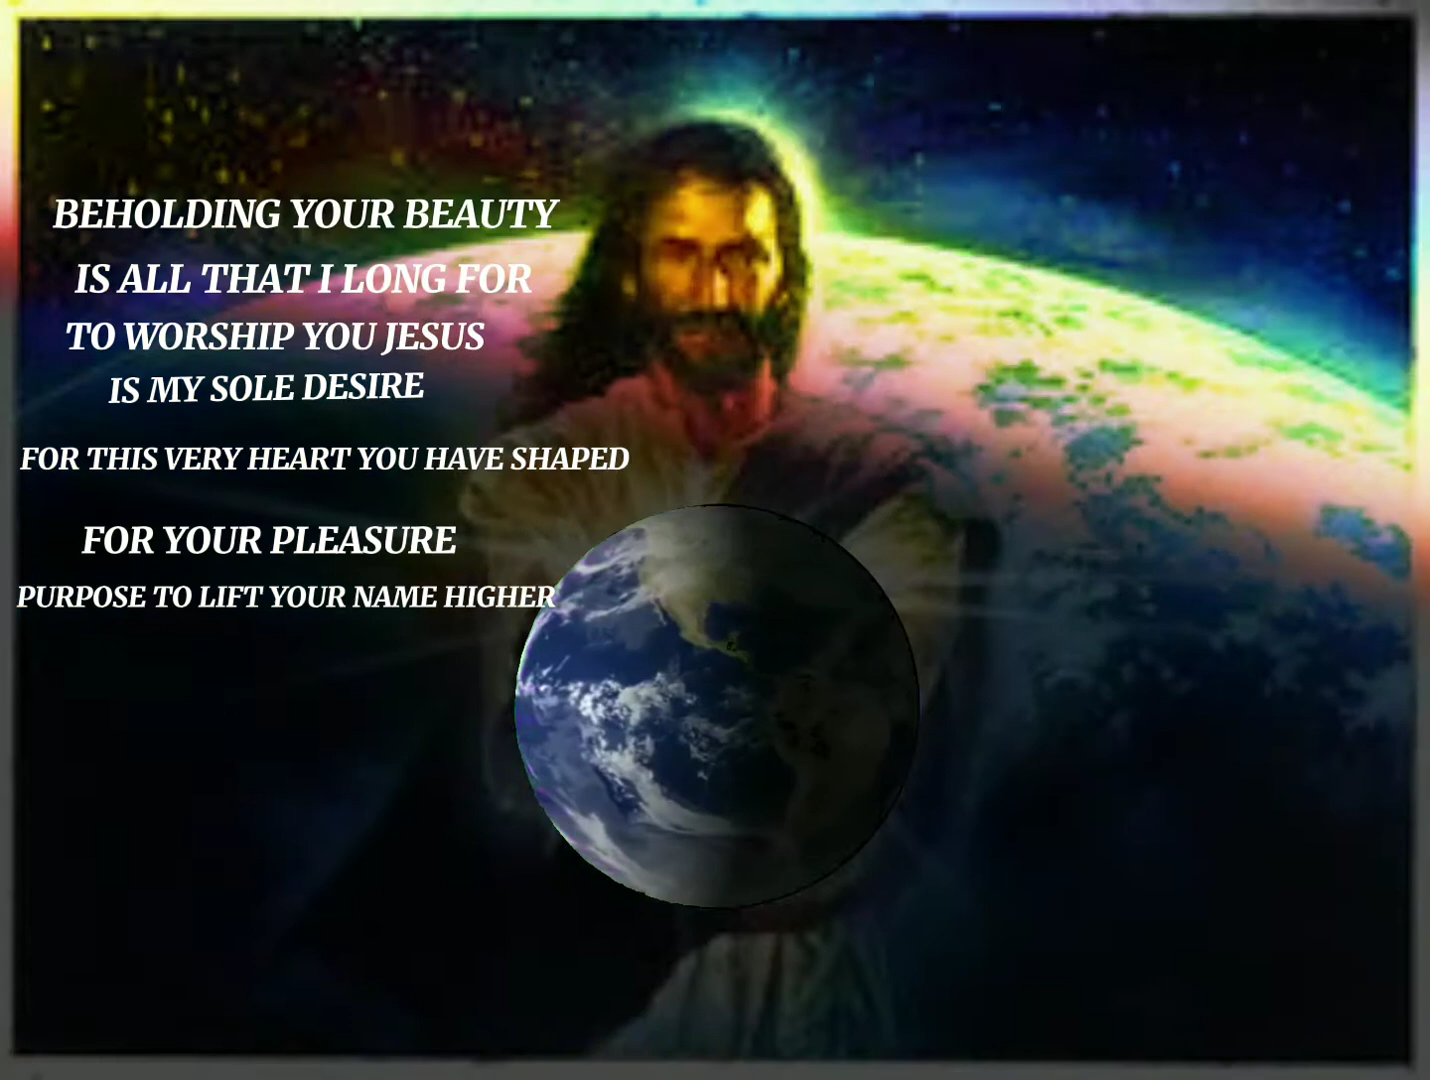 BEHOLDING YOUR BEAUTY
IS ALL THAT I LONG FOR
TO WORSHIP YOU JESUS
IS MY SOLE DESIRE
FOR THIS VERY HEART YOU HAVE SHAPED
FOR YOUR PLEASURE
PURPOSE TO LIFT YOUR NAME HIGHER